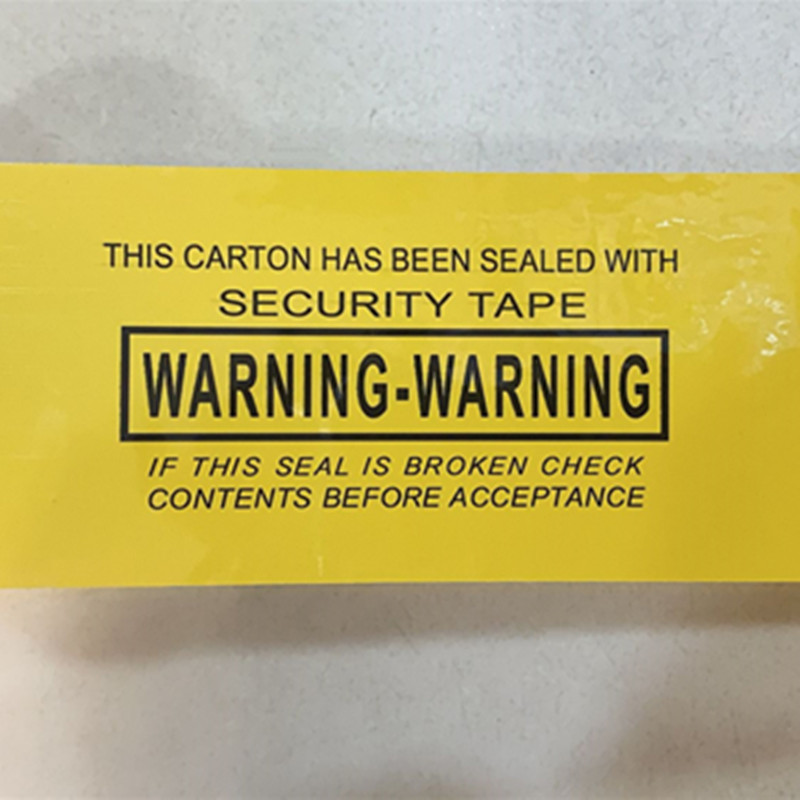 THIS CARTON HAS BEEN SEALED WITH
SECURITY TAPE
WARNING-WARNING
IF THIS SEAL IS BROKEN CHECK
CONTENTS BEFORE ACCEPTANCE